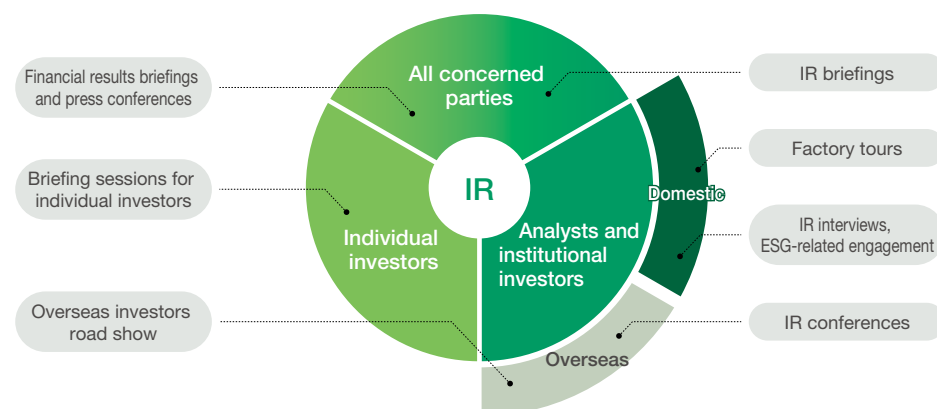 All concerned
parties
Financial results briefings
and press conferences
IR briefings
Factory tours
Briefing sessions for
individual investors
IR
Domestic
Individual
investors
Analysts and
institutional
investors
IR interviews,
ESG-related engagement
Overseas investors
road show
IR conferences
Overseas